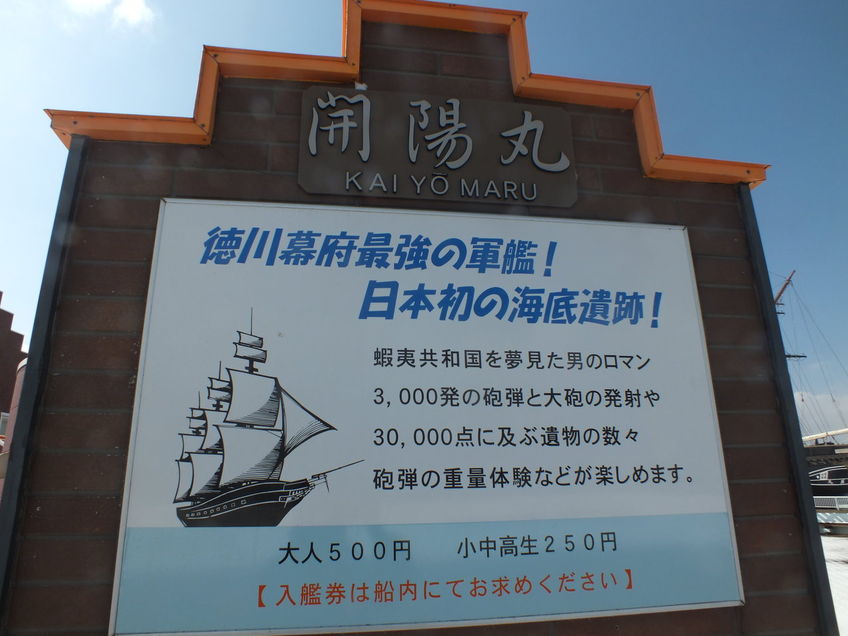 開陽丸
KAIYŌ MARU
徳川幕府最強の軍艦!
日本初の海底遺跡!
蝦夷共和国を夢見た男のロマン
3,000発の砲弾と大砲の発射や
30,000点に及ぶ遺物の数々
砲弾の重量体験などが楽しめます。
大人500円 小中高生250円
【入艦券は船内にてお求めください】